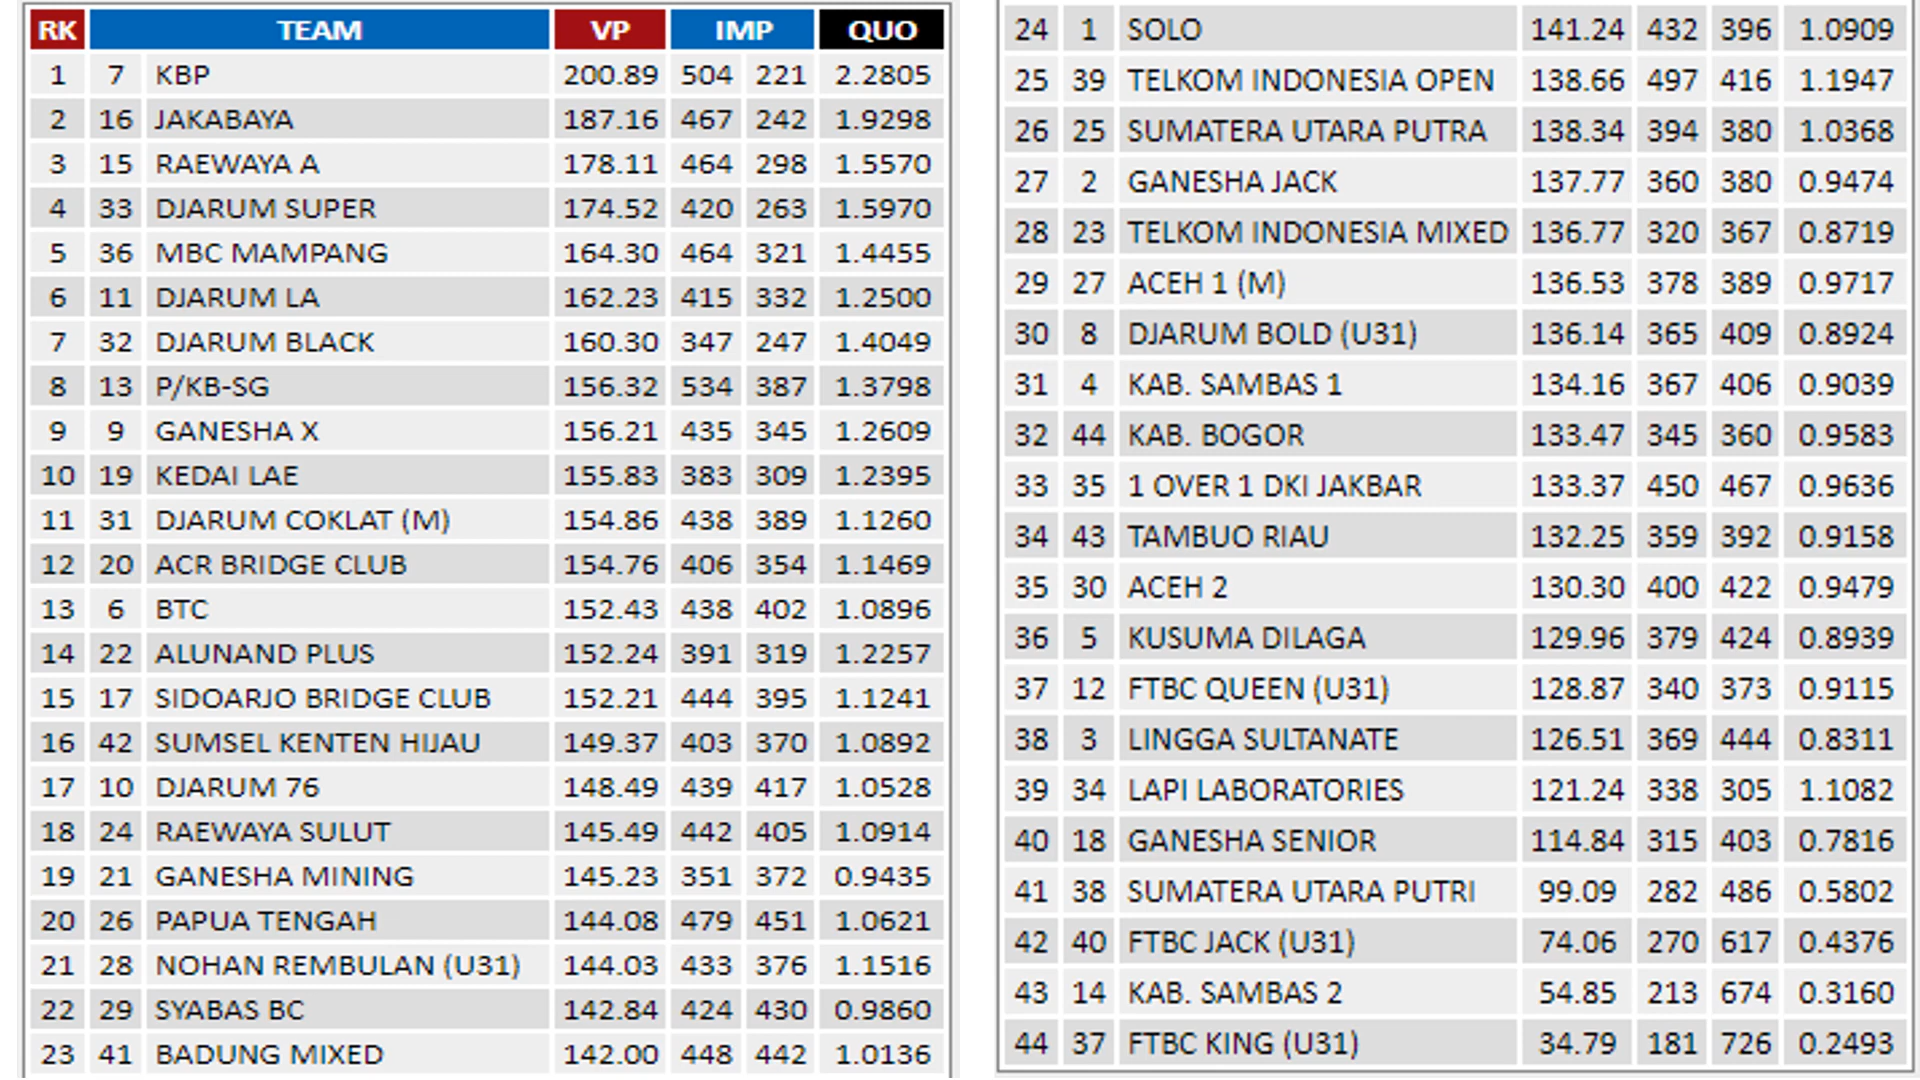 RK TEAM VP IMP QUO
1 7 KBP 200.89 504 221 2.2805
2 16 JAKABAYA 187.16 467 242 1.9298
3 15 RAEWAYA A 178.11 464 298 1.5570
4 33 DJARUM SUPER 174.52 420 263 1.5970
5 36 MBC MAMPANG 164.30 464 321 1.4455
6 11 DJARUM LA 162.23 415 332 1.2500
7 32 DJARUM BLACK 160.30 347 247 1.4049
8 13 P/KB-SG 156.32 534 387 1.3798
9 9 GANESHA X 156.21 435 345 1.2609
10 19 KEDAI LAE 155.83 383 309 1.2395
11 31 DJARUM COKLAT (M) 154.86 438 389 1.1260
12 20 ACR BRIDGE CLUB 154.76 406 354 1.1469
13 6 BTC 152.43 438 402 1.0896
14 22 ALUNAND PLUS 152.24 391 319 1.2257
15 17 SIDOARJO BRIDGE CLUB 152.21 444 395 1.1241
16 42 SUMSEL KENTEN HIJAU 149.37 403 370 1.0892
17 10 DJARUM 76 148.49 439 417 1.0528
18 24 RAEWAYA SULUT 145.49 442 405 1.0914
19 21 GANESHA MINING 145.23 351 372 0.9435
20 26 PAPUA TENGAH 144.08 479 451 1.0621
21 28 NOHAN REMBULAN (U31) 144.03 433 376 1.1516
22 29 SYABAS BC 142.84 424 430 0.9860
23 41 BADUNG MIXED 142.00 448 442 1.0136
24 1 SOLO 141.24 432 396 1.0909
25 39 TELKOM INDONESIA OPEN 138.66 497 416 1.1947
26 25 SUMATERA UTARA PUTRA 138.34 394 380 1.0368
27 2 GANESHA JACK 137.77 360 380 0.9474
28 23 TELKOM INDONESIA MIXED 136.77 320 367 0.8719
29 27 ACEH 1 (M) 136.53 378 389 0.9717
30 8 DJARUM BOLD (U31) 136.14 365 409 0.8924
31 4 KAB. SAMBAS 1 134.16 367 406 0.9039
32 44 KAB. BOGOR 133.47 345 360 0.9583
33 35 1 OVER 1 DKI JAKBAR 133.37 450 467 0.9636
34 43 TAMBUO RIAU 132.25 359 392 0.9158
35 30 ACEH 2 130.30 400 422 0.9479
36 5 KUSUMA DILAGA 129.96 379 424 0.8939
37 12 FTBC QUEEN (U31) 128.87 340 373 0.9115
38 3 LINGGA SULTANATE 126.51 369 444 0.8311
39 34 LAPI LABORATORIES 121.24 338 305 1.1082
40 18 GANESHA SENIOR 114.84 315 403 0.7816
41 38 SUMATERA UTARA PUTRI 99.09 282 486 0.5802
42 40 FTBC JACK (U31) 74.06 270 617 0.4376
43 14 KAB. SAMBAS 2 54.85 213 674 0.3160
44 37 FTBC KING (U31) 34.79 181 726 0.2493